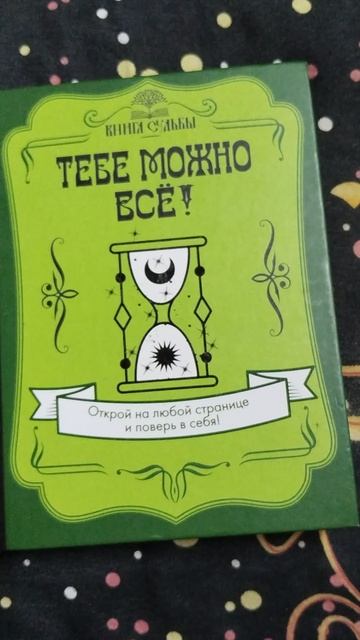 КНИГА СУДЬБЫ
ТЕБЕ МОЖНО
ВСЁ!
Открой на любой странице
и поверь в себя!